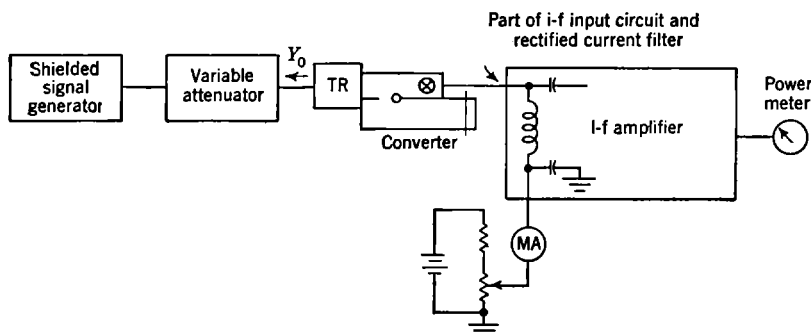 Part of i-f input circuit and
rectified current filter
Shielded
signal
generator
Variable
attenuator
Y₀
TR
Converter
I-f amplifier
Power
meter
MA